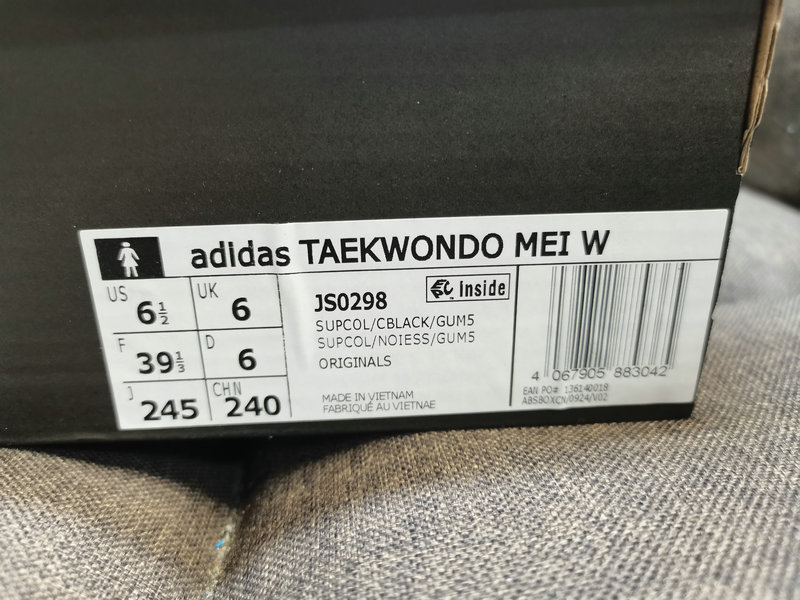 adidas TAEKWONDO MEI W
US 6½ UK 6
F 39⅓ D 6
J 245 CHN 240
JS0298 Inside
SUPCOL/CBLACK/GUM5
SUPCOL/NOIESS/GUM5
ORIGINALS
MADE IN VIETNAM
FABRIQUÉ AU VIETNAE
4 067905 883042
EAN PO# 136140018
ABSBOXCN/0924/V02